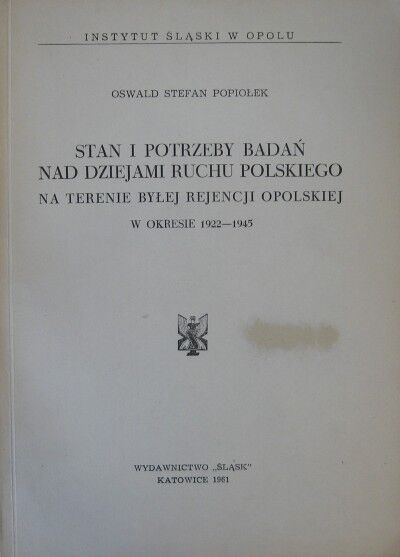 INSTYTUT ŚLĄSKI W OPOLU
OSWALD STEFAN POPIOŁEK
STAN I POTRZEBY BADAŃ
NAD DZIEJAMI RUCHU POLSKIEGO
NA TERENIE BYŁEJ REJENCJI OPOLSKIEJ
W OKRESIE 1922—1945
WYDAWNICTWO „ŚLĄSK"
KATOWICE 1961